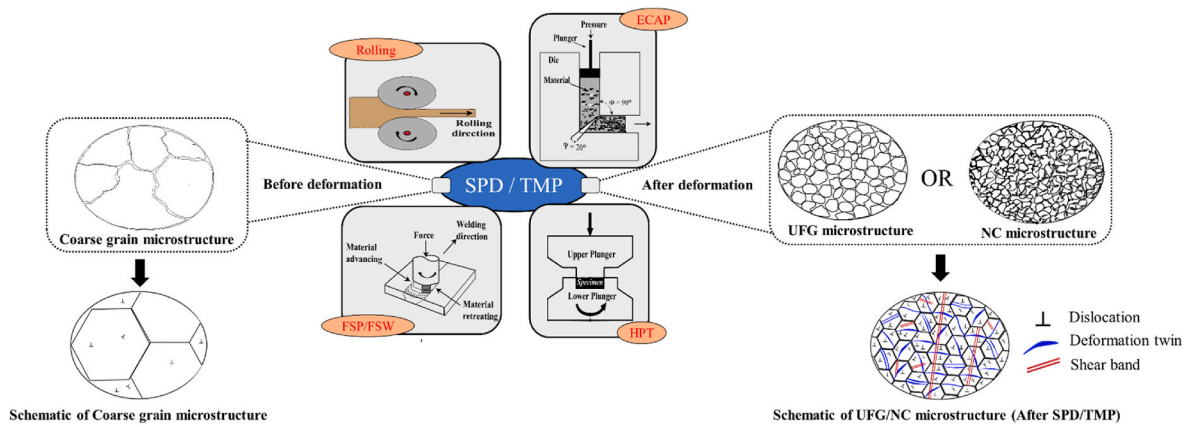 Rolling
Rolling
direction
ECAP
Pressure
Plunger
Die
Material
Φ = 90°
Ψ = 20°
Before deformation
SPD / TMP
After deformation
Coarse grain microstructure
UFG microstructure
OR
NC microstructure
Force
Welding
direction
Material
advancing
Material
retreating
FSP/FSW
Upper Plunger
Specimen
Lower Plunger
HPT
Schematic of Coarse grain microstructure
Dislocation
Deformation twin
Shear band
Schematic of UFG/NC microstructure (After SPD/TMP)